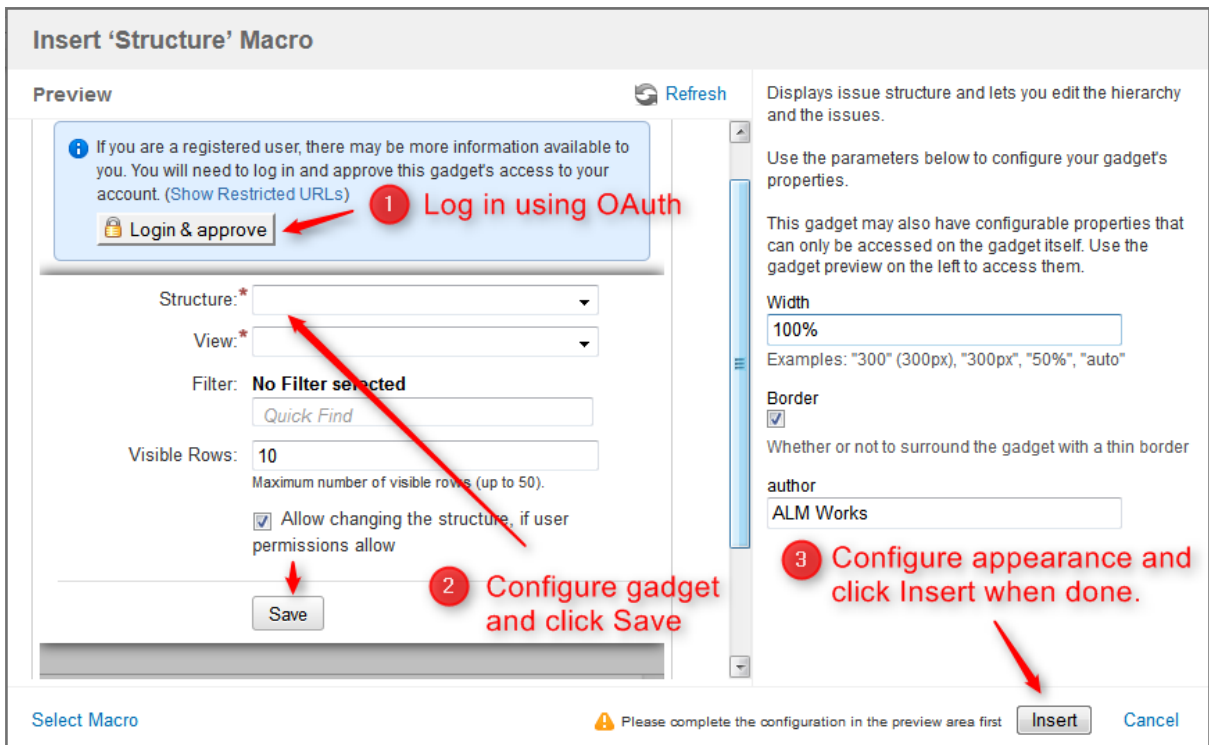 Insert ‘Structure’ Macro
Preview
Refresh
If you are a registered user, there may be more information available to
you. You will need to log in and approve this gadget's access to your
account. (Show Restricted URLs)
1 Log in using OAuth
Login & approve
Structure:*
View:*
Filter: No Filter selected
Quick Find
Visible Rows: 10
Maximum number of visible rows (up to 50).
Allow changing the structure, if user
permissions allow
2 Configure gadget
and click Save
Save
Displays issue structure and lets you edit the hierarchy
and the issues.
Use the parameters below to configure your gadget's
properties.
This gadget may also have configurable properties that
can only be accessed on the gadget itself. Use the
gadget preview on the left to access them.
Width
100%
Examples: "300" (300px), "300px", "50%", "auto"
Border
Whether or not to surround the gadget with a thin border
author
ALM Works
3 Configure appearance and
click Insert when done.
Select Macro
Please complete the configuration in the preview area first
Insert
Cancel